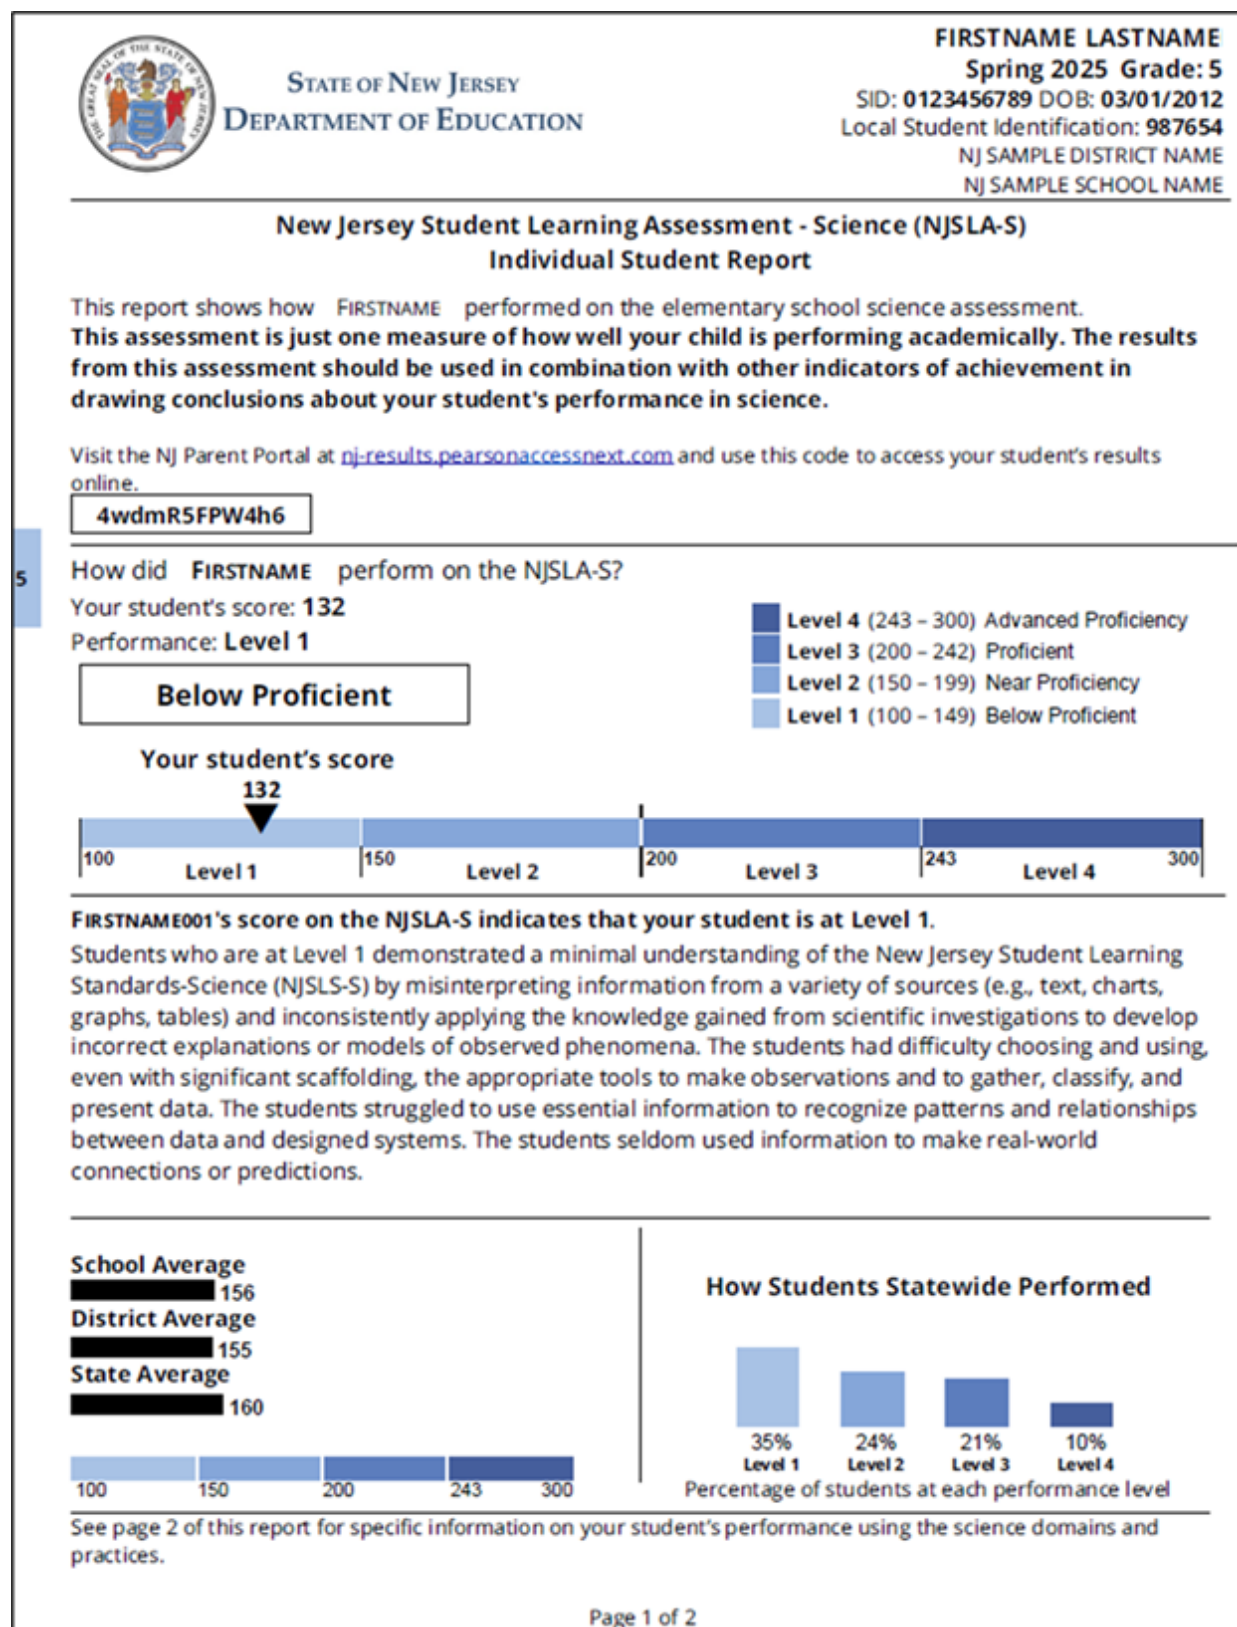 THE GREAT SEAL OF THE STATE OF NEW JERSEY
STATE OF NEW JERSEY
DEPARTMENT OF EDUCATION
FIRSTNAME LASTNAME
Spring 2025 Grade: 5
SID: 0123456789 DOB: 03/01/2012
Local Student Identification: 987654
NJ SAMPLE DISTRICT NAME
NJ SAMPLE SCHOOL NAME
New Jersey Student Learning Assessment - Science (NJSLA-S)
Individual Student Report
This report shows how FIRSTNAME performed on the elementary school science assessment.
This assessment is just one measure of how well your child is performing academically. The results
from this assessment should be used in combination with other indicators of achievement in
drawing conclusions about your student's performance in science.
Visit the NJ Parent Portal at nj-results.pearsonaccessnext.com and use this code to access your student's results
online.
4wdmR5FPW4h6
5
How did FIRSTNAME perform on the NJSLA-S?
Your student's score: 132
Performance: Level 1
Below Proficient
Level 4 (243 – 300) Advanced Proficiency
Level 3 (200 – 242) Proficient
Level 2 (150 – 199) Near Proficiency
Level 1 (100 – 149) Below Proficient
Your student's score
132
100 150 200 243 300
Level 1 Level 2 Level 3 Level 4
FIRSTNAME001's score on the NJSLA-S indicates that your student is at Level 1.
Students who are at Level 1 demonstrated a minimal understanding of the New Jersey Student Learning
Standards-Science (NJSLS-S) by misinterpreting information from a variety of sources (e.g., text, charts,
graphs, tables) and inconsistently applying the knowledge gained from scientific investigations to develop
incorrect explanations or models of observed phenomena. The students had difficulty choosing and using,
even with significant scaffolding, the appropriate tools to make observations and to gather, classify, and
present data. The students struggled to use essential information to recognize patterns and relationships
between data and designed systems. The students seldom used information to make real-world
connections or predictions.
School Average
156
District Average
155
State Average
160
100 150 200 243 300
How Students Statewide Performed
35% 24% 21% 10%
Level 1 Level 2 Level 3 Level 4
Percentage of students at each performance level
See page 2 of this report for specific information on your student's performance using the science domains and
practices.
Page 1 of 2